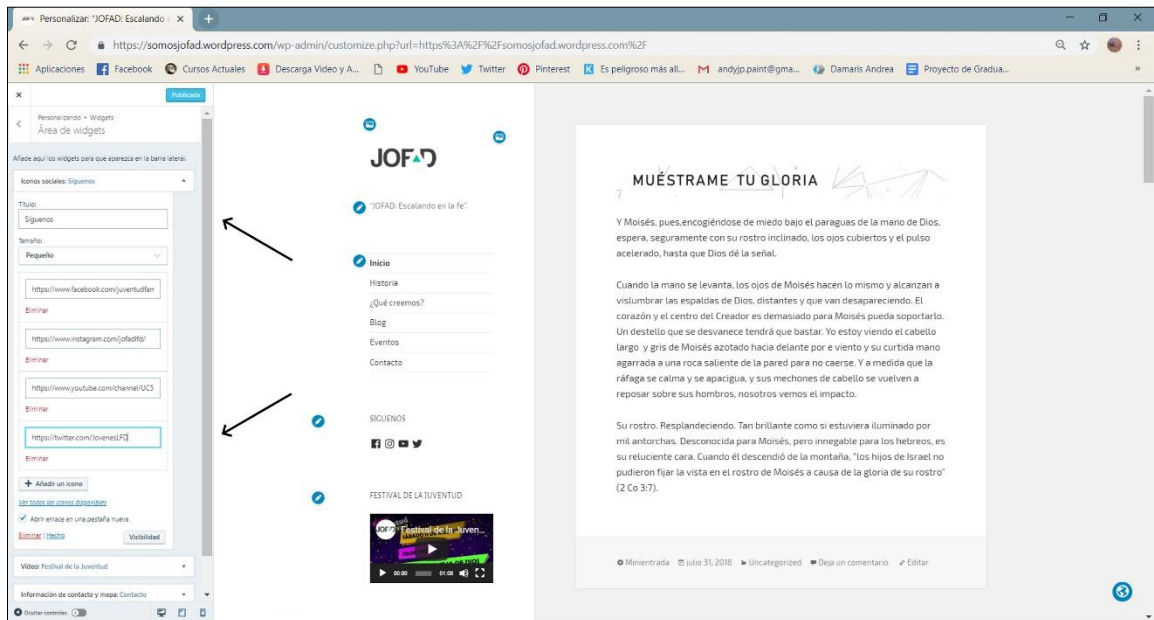 Personalizar: "JOFAD: Escalando e
https://somosjofad.wordpress.com/wp-admin/customize.php?url=https%3A%2F%2Fsomosjofad.wordpress.com%2F
Aplicaciones Facebook Cursos Actuales Descarga Video y A... YouTube Twitter Pinterest Es peligroso más all... andyjp.paint@gma... Damaris Andrea Proyecto de Gradua...
Publicada
Personalizando • Widgets
Área de widgets
Añade aquí los widgets para que aparezca en la barra lateral.
Iconos sociales: Síguenos
Título:
Síguenos
Tamaño:
Pequeño
https://www.facebook.com/juventudfam
Eliminar
https://www.instagram.com/jofadlfd/
Eliminar
https://www.youtube.com/channel/UC5
Eliminar
https://twitter.com/JovenesLFD
Eliminar
Añadir un icono
Ver todos los iconos disponibles
Abrir enlace en una pestaña nueva
Eliminar | Hecho
Visibilidad
Video: Festival de la Juventud
Información de contacto y mapa: Contacto
Ocultar controles
JOFAD
"JOFAD: Escalando en la fe".
Inicio
Historia
¿Qué creemos?
Blog
Eventos
Contacto
SÍGUENOS
FESTIVAL DE LA JUVENTUD
Festival de la Juven...
00:00 01:08
MUÉSTRAME TU GLORIA
Y Moisés, pues,encogiéndose de miedo bajo el paraguas de la mano de Dios,
espera, seguramente con su rostro inclinado, los ojos cubiertos y el pulso
acelerado, hasta que Dios dé la señal.
Cuando la mano se levanta, los ojos de Moisés hacen lo mismo y alcanzan a
vislumbrar las espaldas de Dios, distantes y que van desapareciendo. El
corazón y el centro del Creador es demasiado para Moisés pueda soportarlo.
Un destello que se desvanece tendrá que bastar. Yo estoy viendo el cabello
largo y gris de Moisés azotado hacia delante por e viento y su curtida mano
agarrada a una roca saliente de la pared para no caerse. Y a medida que la
ráfaga se calma y se apacigua, y sus mechones de cabello se vuelven a
reposar sobre sus hombros, nosotros vemos el impacto.
Su rostro. Resplandeciendo. Tan brillante como si estuviera iluminado por
mil antorchas. Desconocida para Moisés, pero innegable para los hebreos, es
su reluciente cara. Cuando él descendió de la montaña, "los hijos de Israel no
pudieron fijar la vista en el rostro de Moisés a causa de la gloria de su rostro"
(2 Co 3:7).
Minientrada julio 31, 2018 Uncategorized Deja un comentario Editar